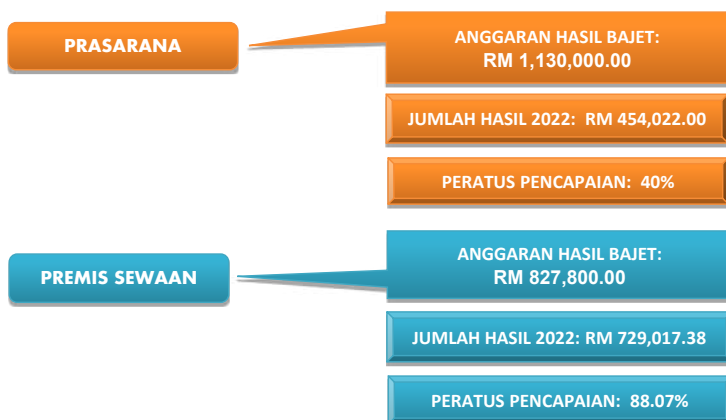 PRASARANA
ANGGARAN HASIL BAJET:
RM 1,130,000.00
JUMLAH HASIL 2022: RM 454,022.00
PERATUS PENCAPAIAN: 40%
PREMIS SEWAAN
ANGGARAN HASIL BAJET:
RM 827,800.00
JUMLAH HASIL 2022: RM 729,017.38
PERATUS PENCAPAIAN: 88.07%